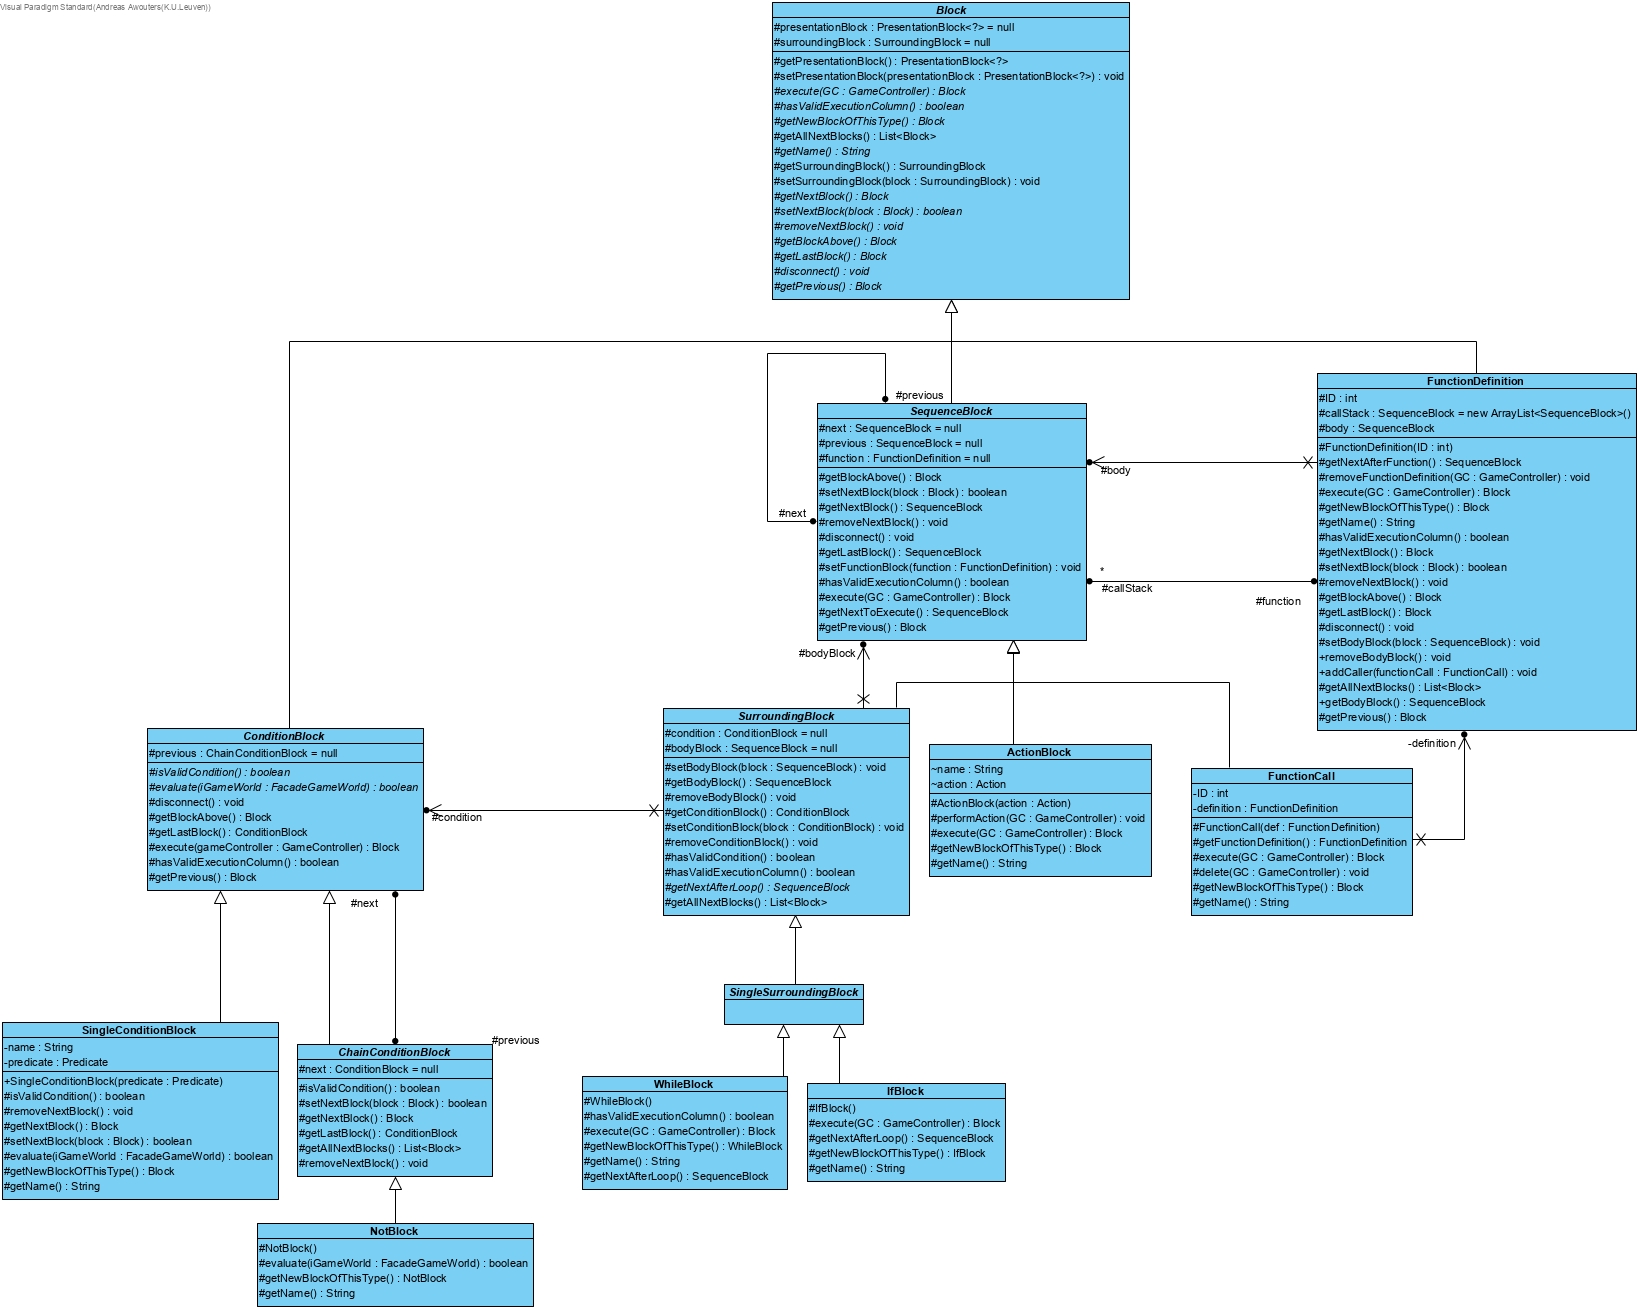 Visual Paradigm Standard(Andreas Awouters(K.U.Leuven))
Block
#presentationBlock : PresentationBlock<?> = null
#surroundingBlock : SurroundingBlock = null
#getPresentationBlock() : PresentationBlock<?>
#setPresentationBlock(presentationBlock : PresentationBlock<?>) : void
#execute(GC : GameController) : Block
#hasValidExecutionColumn() : boolean
#getNewBlockOfThisType() : Block
#getAllNextBlocks() : List<Block>
#getName() : String
#getSurroundingBlock() : SurroundingBlock
#setSurroundingBlock(block : SurroundingBlock) : void
#getNextBlock() : Block
#setNextBlock(block : Block) : boolean
#removeNextBlock() : void
#getBlockAbove() : Block
#getLastBlock() : Block
#disconnect() : void
#getPrevious() : Block
#previous
#next
SequenceBlock
#next : SequenceBlock = null
#previous : SequenceBlock = null
#function : FunctionDefinition = null
#getBlockAbove() : Block
#setNextBlock(block : Block) : boolean
#getNextBlock() : SequenceBlock
#removeNextBlock() : void
#disconnect() : void
#getLastBlock() : SequenceBlock
#setFunctionBlock(function : FunctionDefinition) : void
#hasValidExecutionColumn() : boolean
#execute(GC : GameController) : Block
#getNextToExecute() : SequenceBlock
#getPrevious() : Block
#body
*
#callStack
#function
FunctionDefinition
#ID : int
#callStack : SequenceBlock = new ArrayList<SequenceBlock>()
#body : SequenceBlock
#FunctionDefinition(ID : int)
#getNextAfterFunction() : SequenceBlock
#removeFunctionDefinition(GC : GameController) : void
#execute(GC : GameController) : Block
#getNewBlockOfThisType() : Block
#getName() : String
#hasValidExecutionColumn() : boolean
#getNextBlock() : Block
#setNextBlock(block : Block) : boolean
#removeNextBlock() : void
#getBlockAbove() : Block
#getLastBlock() : Block
#disconnect() : void
#setBodyBlock(block : SequenceBlock) : void
+removeBodyBlock() : void
+addCaller(functionCall : FunctionCall) : void
#getAllNextBlocks() : List<Block>
+getBodyBlock() : SequenceBlock
#getPrevious() : Block
#bodyBlock
-definition
ConditionBlock
#previous : ChainConditionBlock = null
#isValidCondition() : boolean
#evaluate(iGameWorld : FacadeGameWorld) : boolean
#disconnect() : void
#getBlockAbove() : Block
#getLastBlock() : ConditionBlock
#execute(gameController : GameController) : Block
#hasValidExecutionColumn() : boolean
#getPrevious() : Block
#condition
SurroundingBlock
#condition : ConditionBlock = null
#bodyBlock : SequenceBlock = null
#setBodyBlock(block : SequenceBlock) : void
#getBodyBlock() : SequenceBlock
#removeBodyBlock() : void
#getConditionBlock() : ConditionBlock
#setConditionBlock(block : ConditionBlock) : void
#removeConditionBlock() : void
#hasValidCondition() : boolean
#hasValidExecutionColumn() : boolean
#getNextAfterLoop() : SequenceBlock
#getAllNextBlocks() : List<Block>
ActionBlock
~name : String
~action : Action
#ActionBlock(action : Action)
#performAction(GC : GameController) : void
#execute(GC : GameController) : Block
#getNewBlockOfThisType() : Block
#getName() : String
FunctionCall
-ID : int
-definition : FunctionDefinition
#FunctionCall(def : FunctionDefinition)
#getFunctionDefinition() : FunctionDefinition
#execute(GC : GameController) : Block
#delete(GC : GameController) : void
#getNewBlockOfThisType() : Block
#getName() : String
#next
#previous
SingleConditionBlock
-name : String
-predicate : Predicate
+SingleConditionBlock(predicate : Predicate)
#isValidCondition() : boolean
#removeNextBlock() : void
#getNextBlock() : Block
#setNextBlock(block : Block) : boolean
#evaluate(iGameWorld : FacadeGameWorld) : boolean
#getNewBlockOfThisType() : Block
#getName() : String
ChainConditionBlock
#next : ConditionBlock = null
#isValidCondition() : boolean
#setNextBlock(block : Block) : boolean
#getNextBlock() : Block
#getLastBlock() : ConditionBlock
#getAllNextBlocks() : List<Block>
#removeNextBlock() : void
SingleSurroundingBlock
WhileBlock
#WhileBlock()
#hasValidExecutionColumn() : boolean
#execute(GC : GameController) : Block
#getNewBlockOfThisType() : WhileBlock
#getName() : String
#getNextAfterLoop() : SequenceBlock
IfBlock
#IfBlock()
#execute(GC : GameController) : Block
#getNextAfterLoop() : SequenceBlock
#getNewBlockOfThisType() : IfBlock
#getName() : String
NotBlock
#NotBlock()
#evaluate(iGameWorld : FacadeGameWorld) : boolean
#getNewBlockOfThisType() : NotBlock
#getName() : String